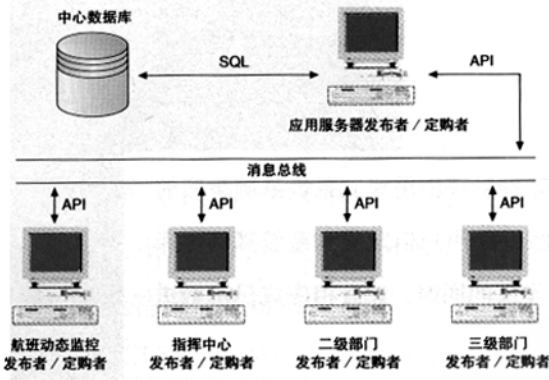 中心数据库
SQL
API
应用服务器发布者/定购者
消息总线
API
API
API
API
航班动态监控
发布者/定购者
指挥中心
发布者/定购者
二级部门
发布者/定购者
三级部门
发布者/定购者